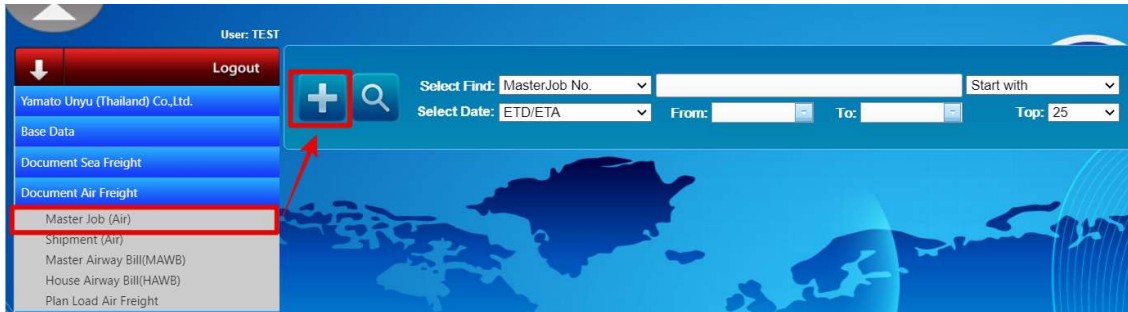 User: TEST
Logout
Yamato Unyu (Thailand) Co.,Ltd.
Base Data
Document Sea Freight
Document Air Freight
Master Job (Air)
Shipment (Air)
Master Airway Bill(MAWB)
House Airway Bill(HAWB)
Plan Load Air Freight
Select Find: MasterJob No. Start with
Select Date: ETD/ETA From: To: Top: 25